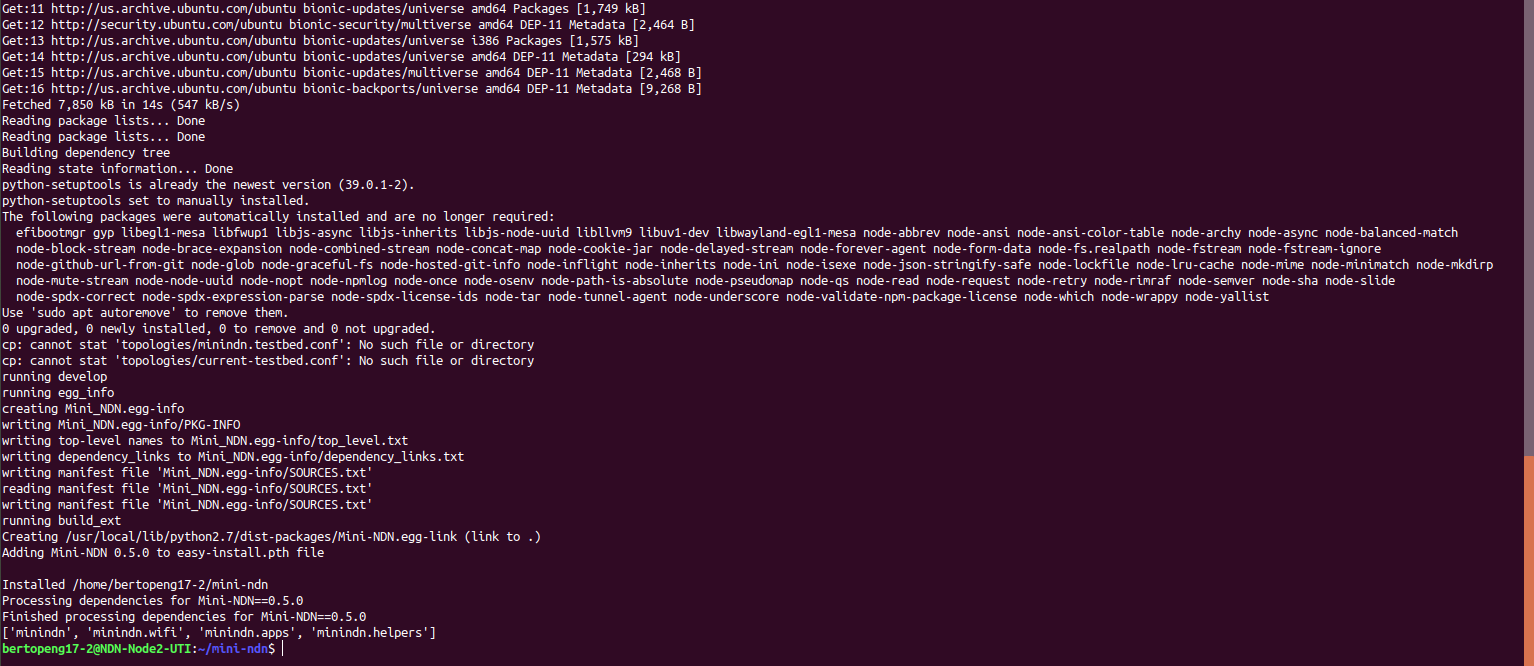 Get:11 http://us.archive.ubuntu.com/ubuntu bionic-updates/universe amd64 Packages [1,749 kB]
Get:12 http://security.ubuntu.com/ubuntu bionic-security/multiverse amd64 DEP-11 Metadata [2,464 B]
Get:13 http://us.archive.ubuntu.com/ubuntu bionic-updates/universe i386 Packages [1,575 kB]
Get:14 http://us.archive.ubuntu.com/ubuntu bionic-updates/universe amd64 DEP-11 Metadata [294 kB]
Get:15 http://us.archive.ubuntu.com/ubuntu bionic-updates/multiverse amd64 DEP-11 Metadata [2,468 B]
Get:16 http://us.archive.ubuntu.com/ubuntu bionic-backports/universe amd64 DEP-11 Metadata [9,268 B]
Fetched 7,850 kB in 14s (547 kB/s)
Reading package lists... Done
Reading package lists... Done
Building dependency tree
Reading state information... Done
python-setuptools is already the newest version (39.0.1-2).
python-setuptools set to manually installed.
The following packages were automatically installed and are no longer required:
  efibootmgr gyp libegl1-mesa libfwup1 libjs-async libjs-inherits libjs-node-uuid libllvm9 libuv1-dev libwayland-egl1-mesa node-abbrev node-ansi node-ansi-color-table node-archy node-async node-balanced-match
  node-block-stream node-brace-expansion node-combined-stream node-concat-map node-cookie-jar node-delayed-stream node-forever-agent node-form-data node-fs.realpath node-fstream node-fstream-ignore
  node-github-url-from-git node-glob node-graceful-fs node-hosted-git-info node-inflight node-inherits node-ini node-isexe node-json-stringify-safe node-lockfile node-lru-cache node-mime node-minimatch node-mkdirp
  node-mute-stream node-node-uuid node-nopt node-npmlog node-once node-osenv node-path-is-absolute node-pseudomap node-qs node-read node-request node-retry node-rimraf node-semver node-sha node-slide
  node-spdx-correct node-spdx-expression-parse node-spdx-license-ids node-tar node-tunnel-agent node-underscore node-validate-npm-package-license node-which node-wrappy node-yallist
Use 'sudo apt autoremove' to remove them.
0 upgraded, 0 newly installed, 0 to remove and 0 not upgraded.
cp: cannot stat 'topologies/minindn.testbed.conf': No such file or directory
cp: cannot stat 'topologies/current-testbed.conf': No such file or directory
running develop
running egg_info
creating Mini_NDN.egg-info
writing Mini_NDN.egg-info/PKG-INFO
writing top-level names to Mini_NDN.egg-info/top_level.txt
writing dependency_links to Mini_NDN.egg-info/dependency_links.txt
writing manifest file 'Mini_NDN.egg-info/SOURCES.txt'
reading manifest file 'Mini_NDN.egg-info/SOURCES.txt'
writing manifest file 'Mini_NDN.egg-info/SOURCES.txt'
running build_ext
Creating /usr/local/lib/python2.7/dist-packages/Mini-NDN.egg-link (link to .)
Adding Mini-NDN 0.5.0 to easy-install.pth file

Installed /home/bertopeng17-2/mini-ndn
Processing dependencies for Mini-NDN==0.5.0
Finished processing dependencies for Mini-NDN==0.5.0
['minindn', 'minindn.wifi', 'minindn.apps', 'minindn.helpers']
bertopeng17-2@NDN-Node2-UTI:~/mini-ndn$